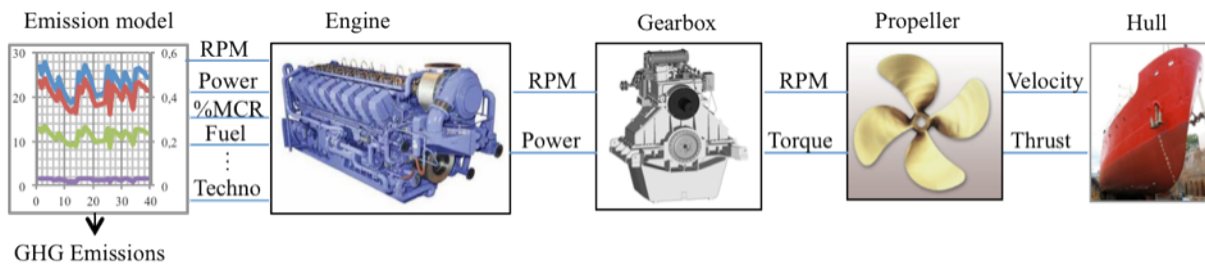 Emission model
Engine
Gearbox
Propeller
Hull
30
20
10
0
0,6
0,4
0,2
0
0 10 20 30 40
RPM
Power
%MCR
Fuel
⋮
Techno
RPM
Power
RPM
Torque
Velocity
Thrust
GHG Emissions